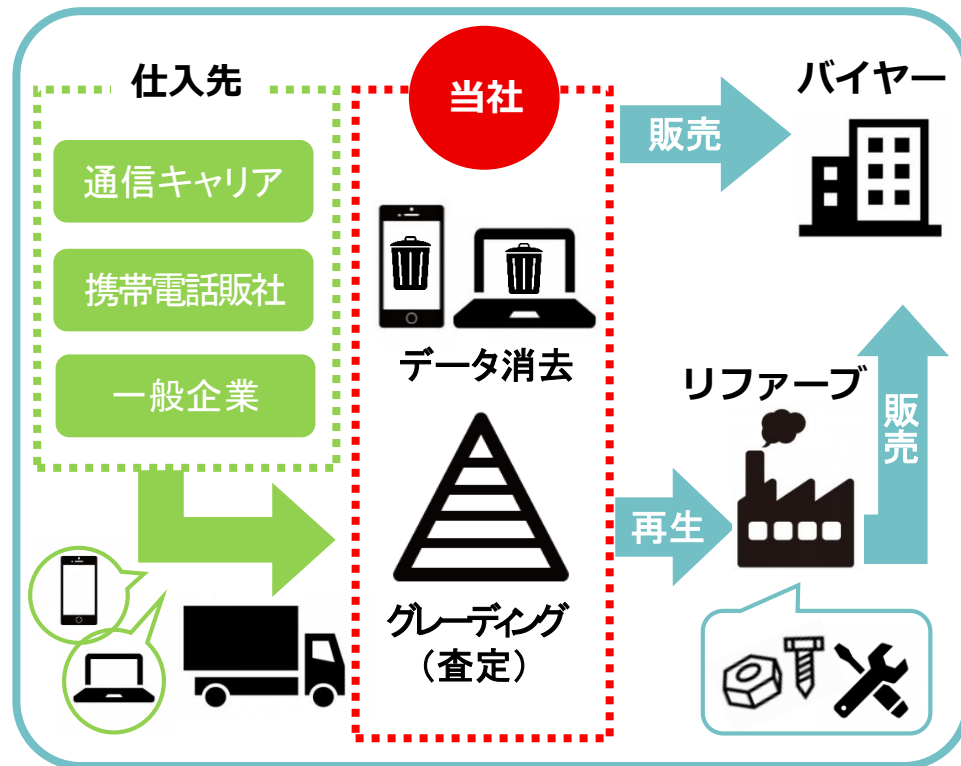 仕入先
通信キャリア
携帯電話販社
一般企業
当社
データ消去
グレーディング
（査定）
販売
バイヤー
再生
リファーブ
販売